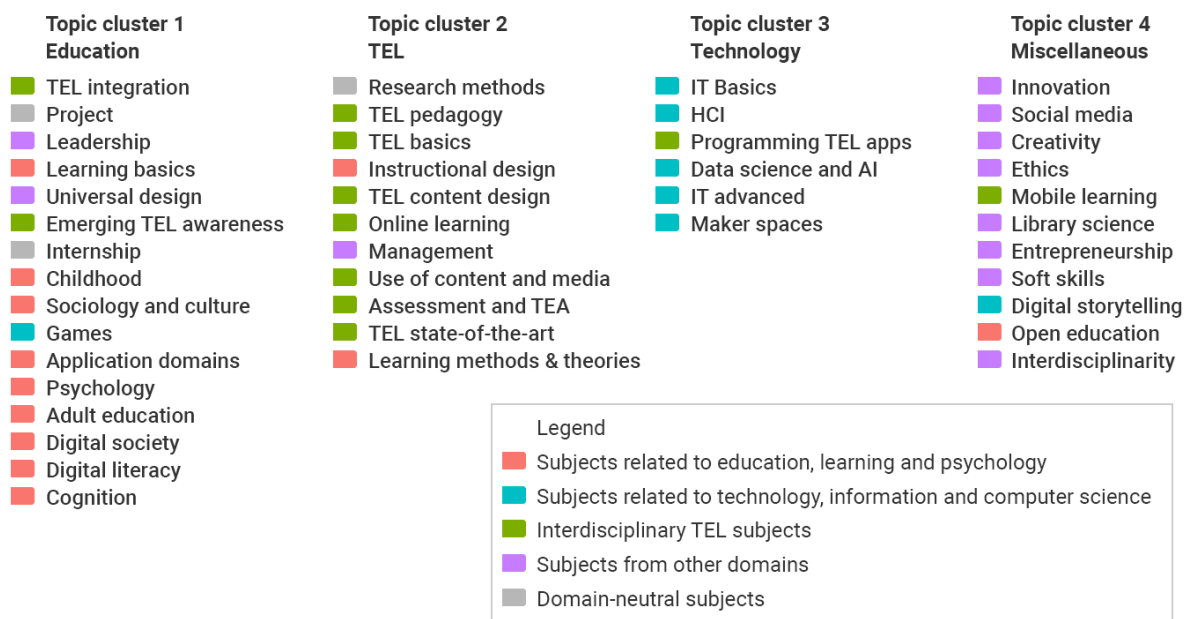 Topic cluster 1
Education
TEL integration
Project
Leadership
Learning basics
Universal design
Emerging TEL awareness
Internship
Childhood
Sociology and culture
Games
Application domains
Psychology
Adult education
Digital society
Digital literacy
Cognition
Topic cluster 2
TEL
Research methods
TEL pedagogy
TEL basics
Instructional design
TEL content design
Online learning
Management
Use of content and media
Assessment and TEA
TEL state-of-the-art
Learning methods & theories
Topic cluster 3
Technology
IT Basics
HCI
Programming TEL apps
Data science and AI
IT advanced
Maker spaces
Topic cluster 4
Miscellaneous
Innovation
Social media
Creativity
Ethics
Mobile learning
Library science
Entrepreneurship
Soft skills
Digital storytelling
Open education
Interdisciplinarity
Legend
Subjects related to education, learning and psychology
Subjects related to technology, information and computer science
Interdisciplinary TEL subjects
Subjects from other domains
Domain-neutral subjects